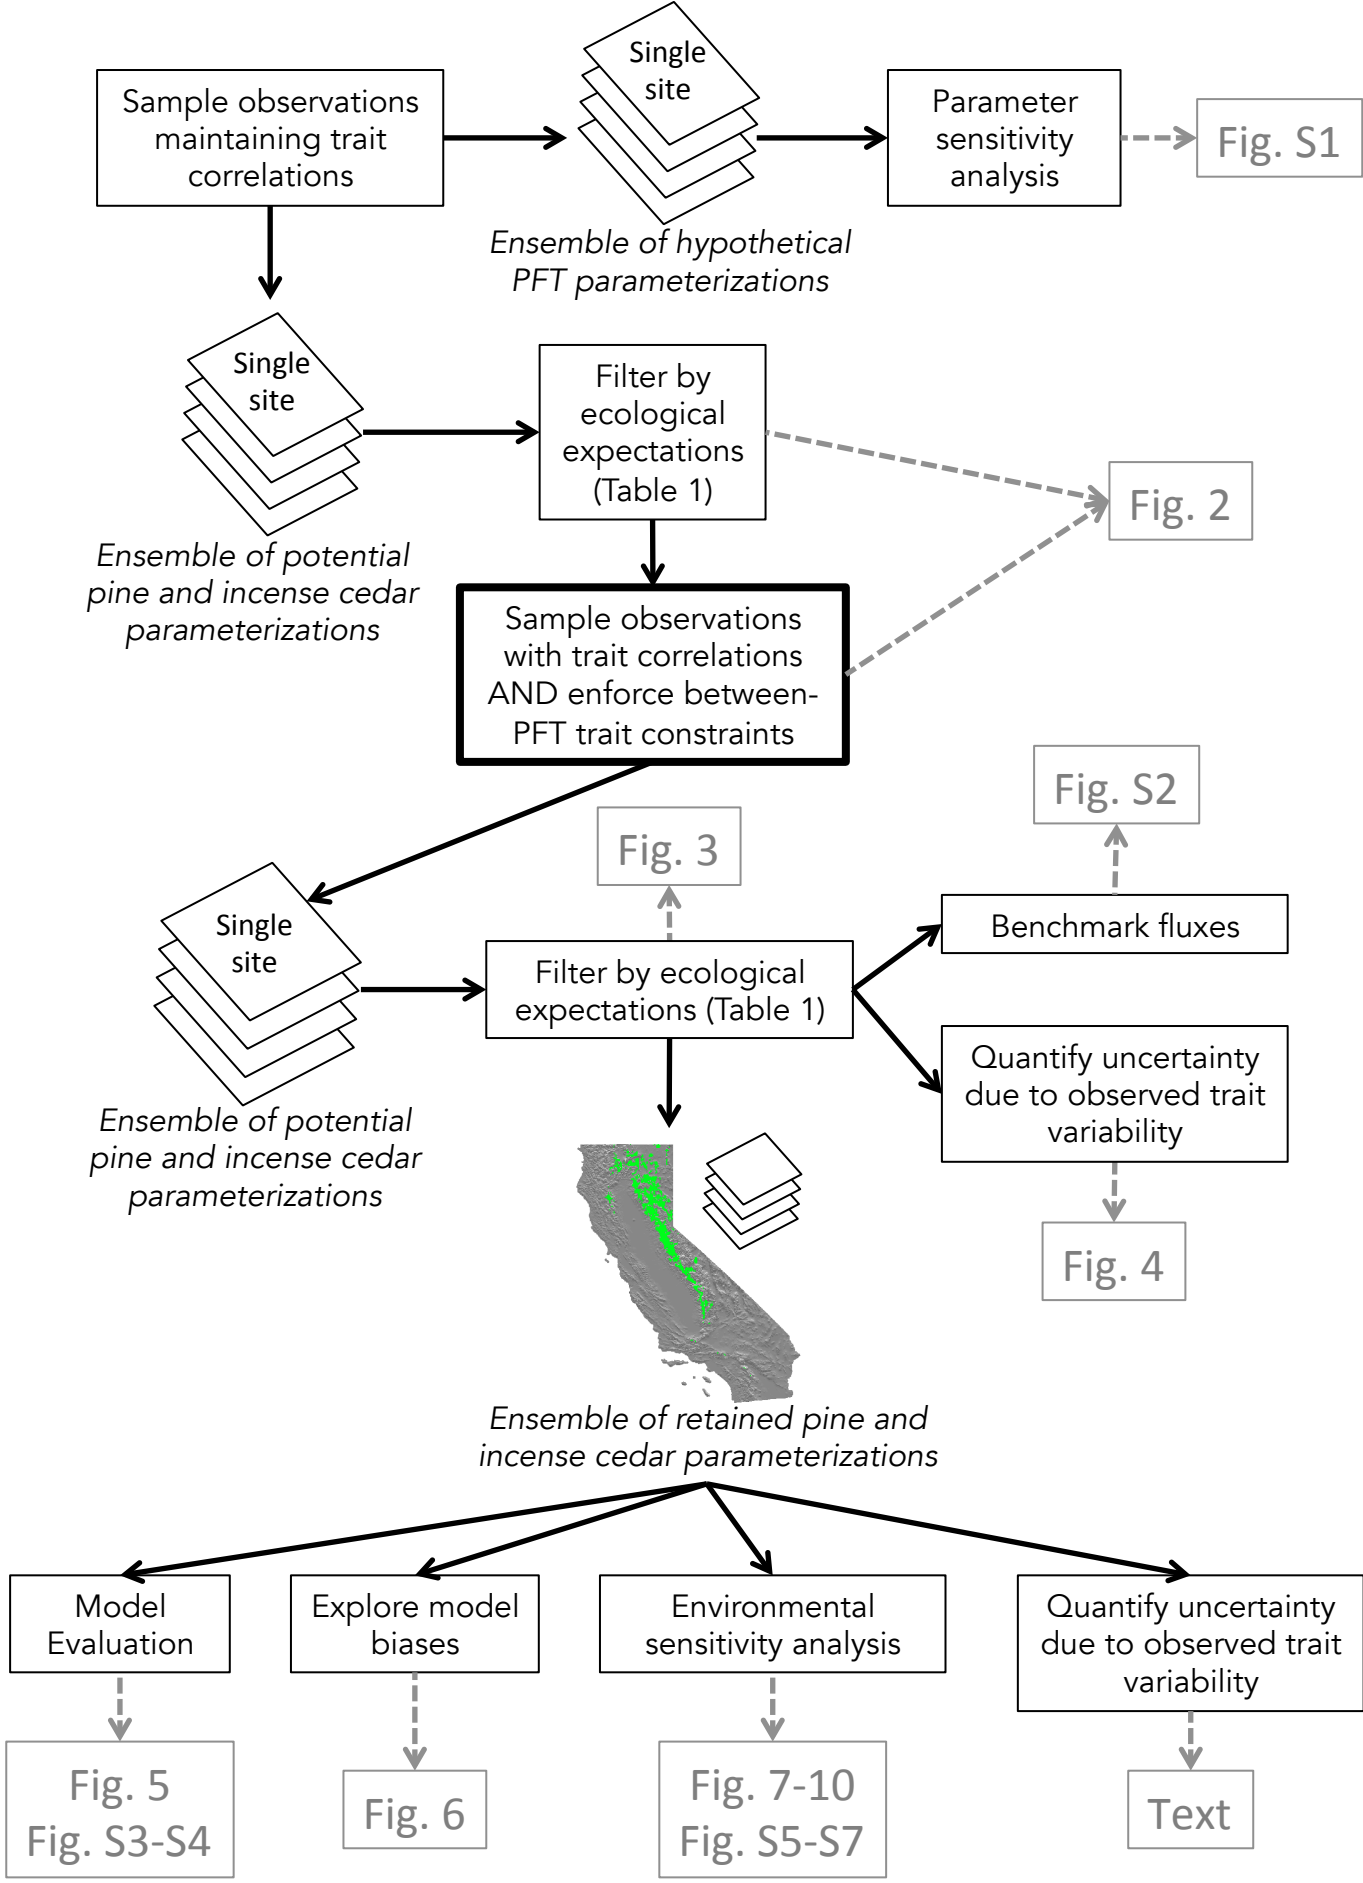 Sample observations
maintaining trait
correlations
Single
site
Parameter
sensitivity
analysis
Fig. S1
Ensemble of hypothetical
PFT parameterizations
Single
site
Filter by
ecological
expectations
(Table 1)
Fig. 2
Ensemble of potential
pine and incense cedar
parameterizations
Sample observations
with trait correlations
AND enforce between-
PFT trait constraints
Fig. S2
Fig. 3
Single
site
Filter by ecological
expectations (Table 1)
Benchmark fluxes
Quantify uncertainty
due to observed trait
variability
Ensemble of potential
pine and incense cedar
parameterizations
Fig. 4
Ensemble of retained pine and
incense cedar parameterizations
Model
Evaluation
Explore model
biases
Environmental
sensitivity analysis
Quantify uncertainty
due to observed trait
variability
Fig. 5
Fig. S3-S4
Fig. 6
Fig. 7-10
Fig. S5-S7
Text